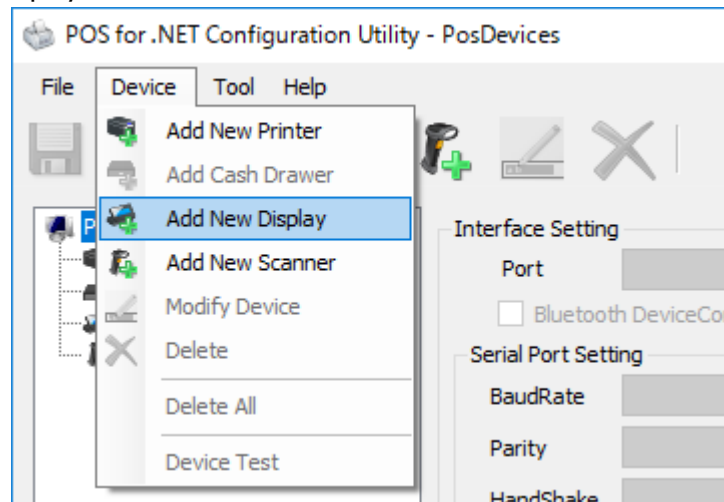 POS for .NET Configuration Utility - PosDevices
File Device Tool Help
Add New Printer
Add Cash Drawer
Add New Display
Add New Scanner
Modify Device
Delete
Delete All
Device Test
P
Interface Setting
Port
Bluetooth DeviceCo
Serial Port Setting
BaudRate
Parity
HandShake